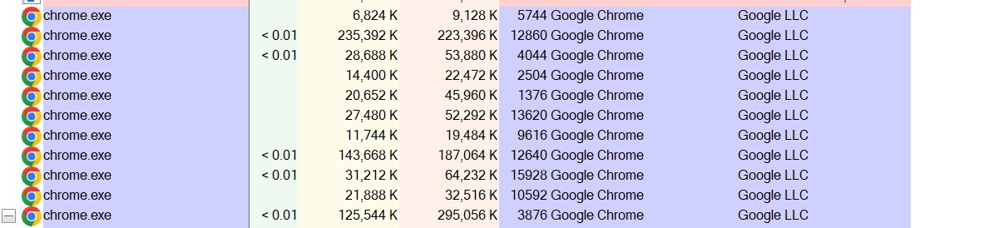 chrome.exe 6,824 K 9,128 K 5744 Google Chrome Google LLC
chrome.exe < 0.01 235,392 K 223,396 K 12860 Google Chrome Google LLC
chrome.exe < 0.01 28,688 K 53,880 K 4044 Google Chrome Google LLC
chrome.exe 14,400 K 22,472 K 2504 Google Chrome Google LLC
chrome.exe 20,652 K 45,960 K 1376 Google Chrome Google LLC
chrome.exe 27,480 K 52,292 K 13620 Google Chrome Google LLC
chrome.exe 11,744 K 19,484 K 9616 Google Chrome Google LLC
chrome.exe < 0.01 143,668 K 187,064 K 12640 Google Chrome Google LLC
chrome.exe < 0.01 31,212 K 64,232 K 15928 Google Chrome Google LLC
chrome.exe 21,888 K 32,516 K 10592 Google Chrome Google LLC
chrome.exe < 0.01 125,544 K 295,056 K 3876 Google Chrome Google LLC